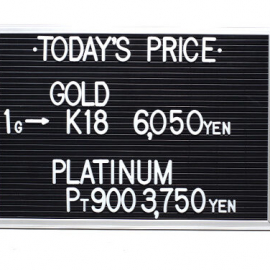 ·TODAY'S PRICE·
GOLD
1G→ K18 6,050YEN
PLATINUM
PT900 3,750YEN